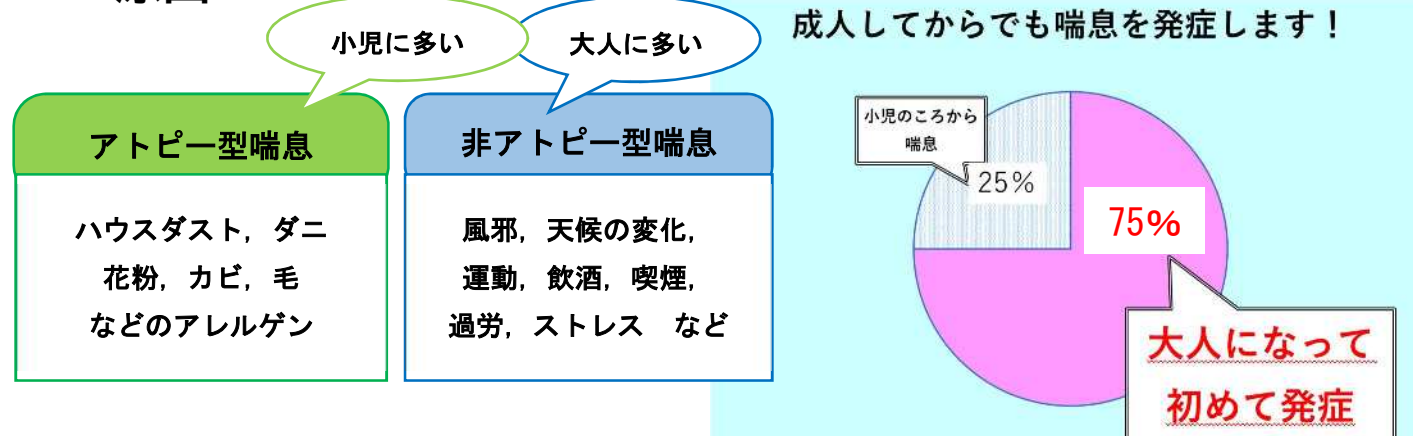 小児に多い
大人に多い
アトピー型喘息
ハウスダスト, ダニ
花粉, カビ, 毛
などのアレルゲン
非アトピー型喘息
風邪, 天候の変化,
運動, 飲酒, 喫煙,
過労, ストレス　など
成人してからでも喘息を発症します！
小児のころから
喘息
25%
75%
大人になって
初めて発症